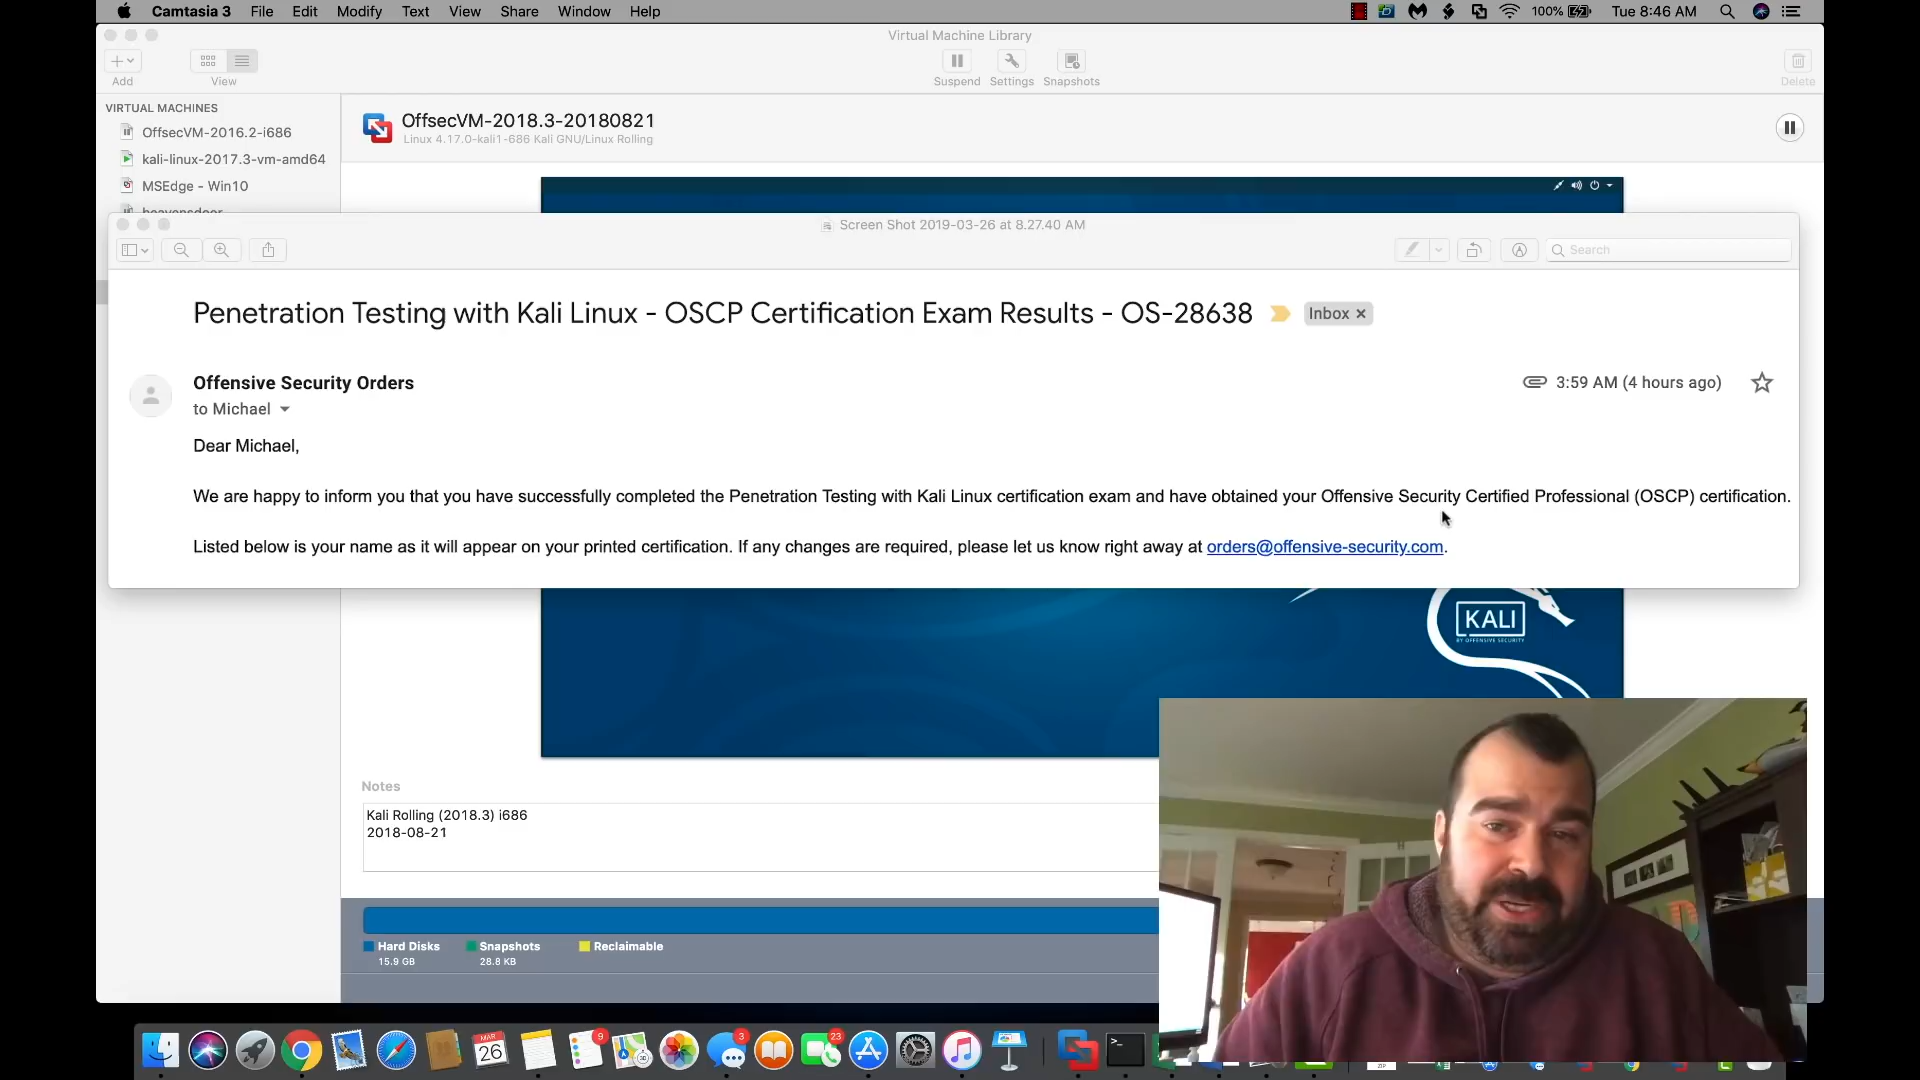 Camtasia 3 File Edit Modify Text View Share Window Help
100% Tue 8:46 AM
Virtual Machine Library
Add View Suspend Settings Snapshots Delete
VIRTUAL MACHINES
OffsecVM-2016.2-i686
kali-linux-2017.3-vm-amd64
MSEdge - Win10
OffsecVM-2018.3-20180821
Linux 4.17.0-kali1-686 Kali GNU/Linux Rolling
Screen Shot 2019-03-26 at 8.27.40 AM
Search
Penetration Testing with Kali Linux - OSCP Certification Exam Results - OS-28638
Inbox ×
Offensive Security Orders
3:59 AM (4 hours ago)
to Michael
Dear Michael,
We are happy to inform you that you have successfully completed the Penetration Testing with Kali Linux certification exam and have obtained your Offensive Security Certified Professional (OSCP) certification.
Listed below is your name as it will appear on your printed certification. If any changes are required, please let us know right away at orders@offensive-security.com.
KALI
BY OFFENSIVE SECURITY
Notes
Kali Rolling (2018.3) i686
2018-08-21
Hard Disks
15.9 GB
Snapshots
28.8 KB
Reclaimable
MAR
26
9
3
23